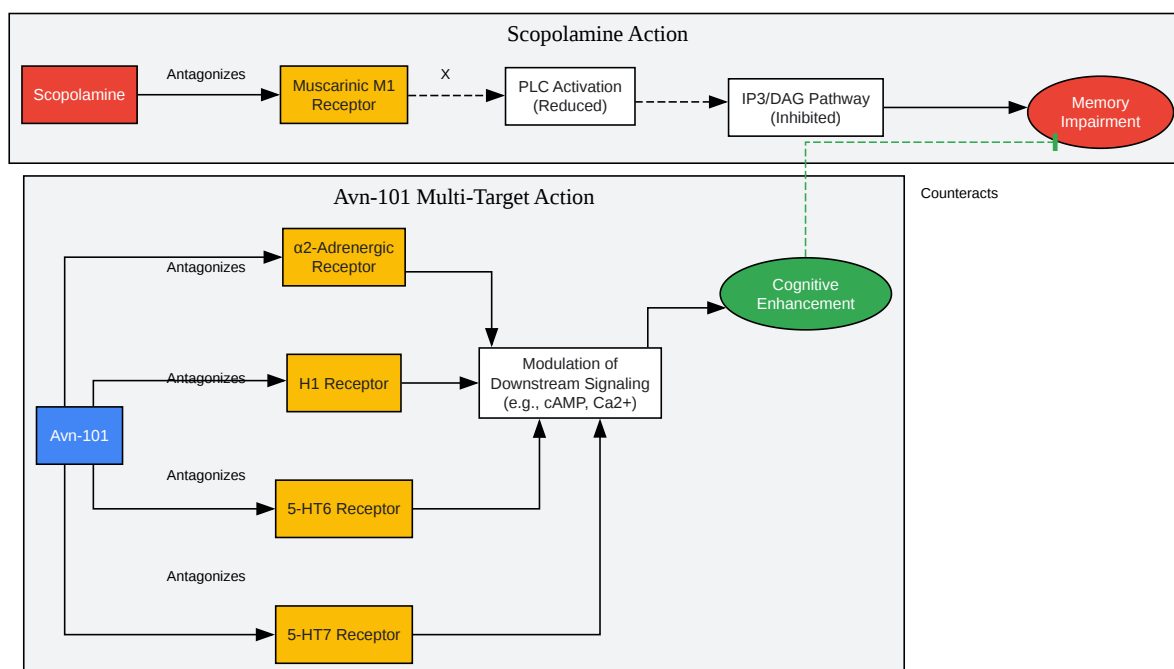 Scopolamine Action
Scopolamine
Antagonizes
Muscarinic M1
Receptor
X
PLC Activation
(Reduced)
IP3/DAG Pathway
(Inhibited)
Memory
Impairment
Counteracts
Avn-101 Multi-Target Action
Antagonizes
α2-Adrenergic
Receptor
Cognitive
Enhancement
Antagonizes
H1 Receptor
Modulation of
Downstream Signaling
(e.g., cAMP, Ca2+)
Avn-101
Antagonizes
5-HT6 Receptor
Antagonizes
5-HT7 Receptor